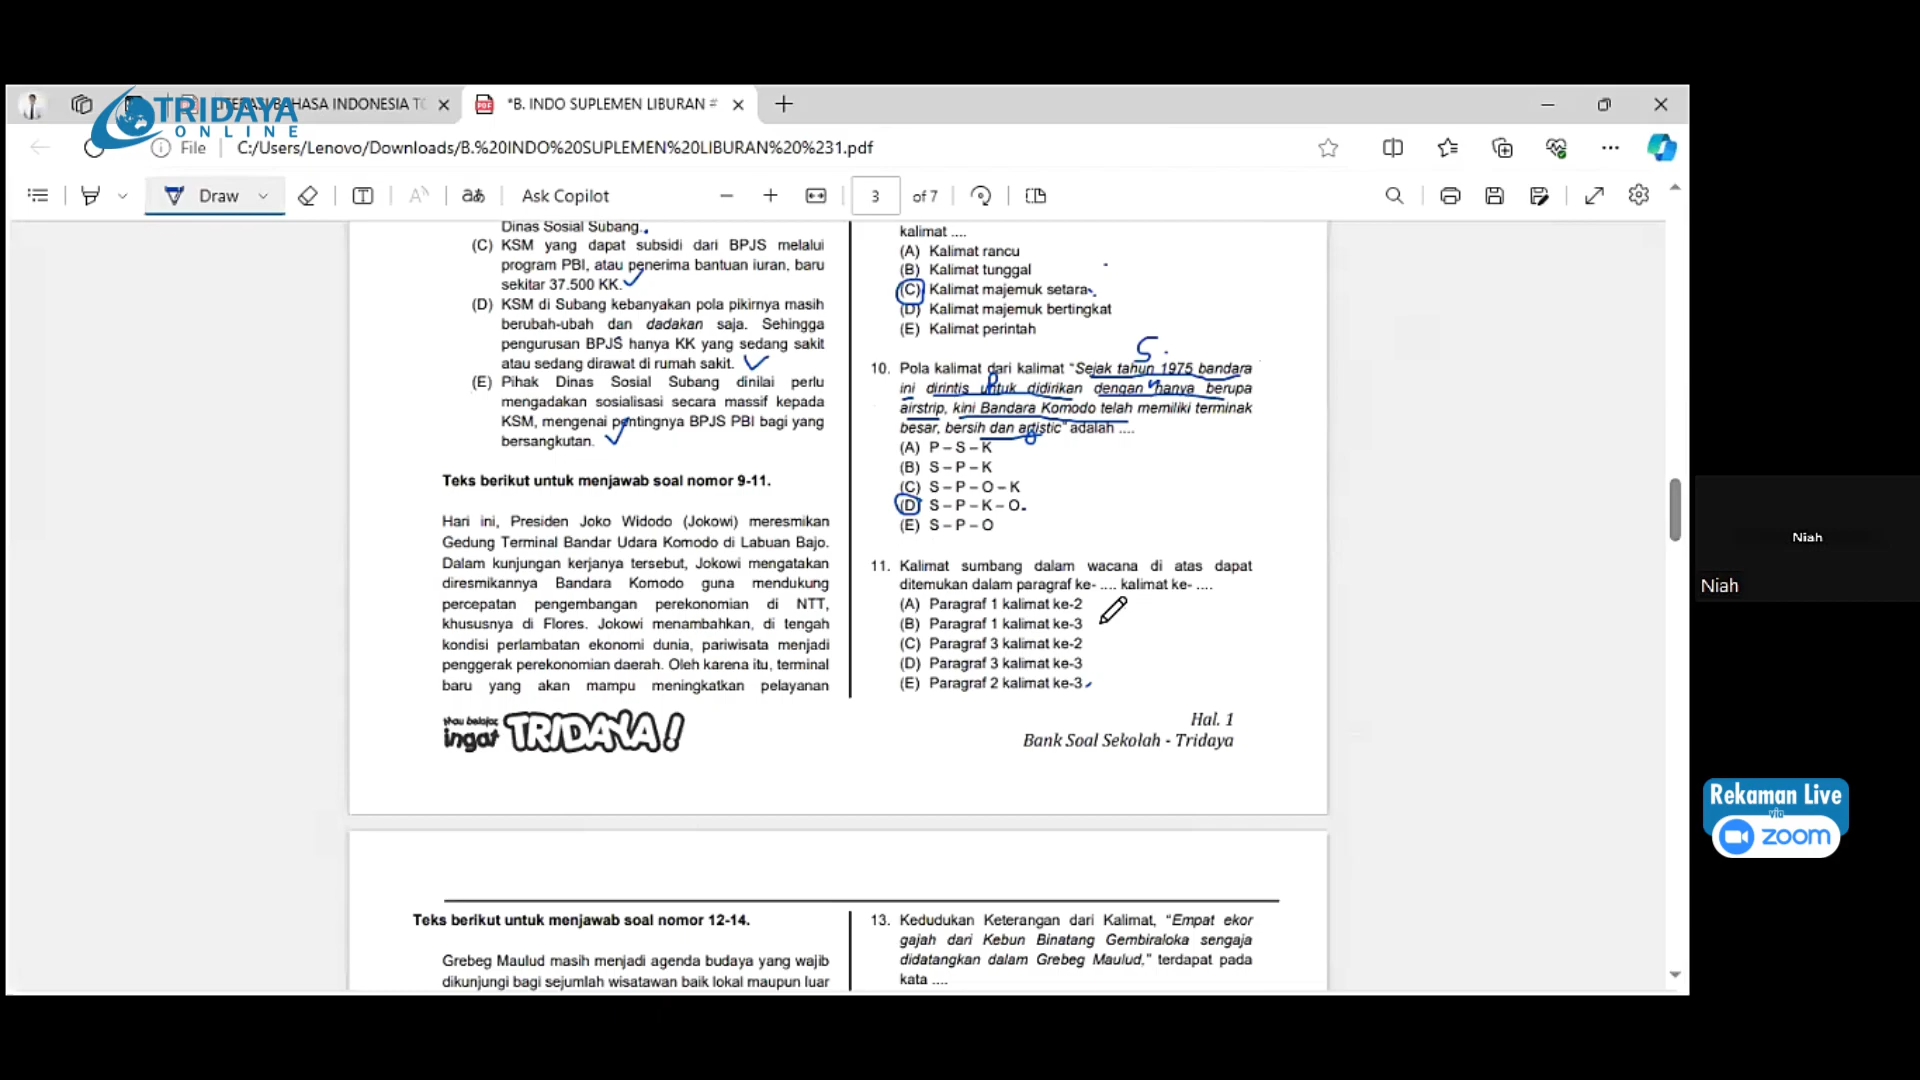 TRIDAYA
ONLINE
LITERASI BAHASA INDONESIA TO
*B. INDO SUPLEMEN LIBURAN #
File
C:/Users/Lenovo/Downloads/B.%20INDO%20SUPLEMEN%20LIBURAN%20%231.pdf
Draw
Ask Copilot
3
of 7
Dinas Sosial Subang.
(C) KSM yang dapat subsidi dari BPJS melalui
program PBI, atau penerima bantuan iuran, baru
sekitar 37.500 KK.
(D) KSM di Subang kebanyakan pola pikirnya masih
berubah-ubah dan dadakan saja. Sehingga
pengurusan BPJS hanya KK yang sedang sakit
atau sedang dirawat di rumah sakit.
(E) Pihak Dinas Sosial Subang dinilai perlu
mengadakan sosialisasi secara massif kepada
KSM, mengenai pentingnya BPJS PBI bagi yang
bersangkutan.
Teks berikut untuk menjawab soal nomor 9-11.
Hari ini, Presiden Joko Widodo (Jokowi) meresmikan
Gedung Terminal Bandar Udara Komodo di Labuan Bajo.
Dalam kunjungan kerjanya tersebut, Jokowi mengatakan
diresmikannya Bandara Komodo guna mendukung
percepatan pengembangan perekonomian di NTT,
khususnya di Flores. Jokowi menambahkan, di tengah
kondisi perlambatan ekonomi dunia, pariwisata menjadi
penggerak perekonomian daerah. Oleh karena itu, terminal
baru yang akan mampu meningkatkan pelayanan
kalimat ....
(A) Kalimat rancu
(B) Kalimat tunggal
(C) Kalimat majemuk setara
(D) Kalimat majemuk bertingkat
(E) Kalimat perintah
S
10. Pola kalimat dari kalimat “Sejak tahun 1975 bandara
ini dirintis untuk didirikan dengan hanya berupa
airstrip, kini Bandara Komodo telah memiliki terminak
besar, bersih dan artistic” adalah ....
(A) P – S – K
(B) S – P – K
(C) S – P – O – K
(D) S – P – K – O
(E) S – P – O
11. Kalimat sumbang dalam wacana di atas dapat
ditemukan dalam paragraf ke- .... kalimat ke- ....
(A) Paragraf 1 kalimat ke-2
(B) Paragraf 1 kalimat ke-3
(C) Paragraf 3 kalimat ke-2
(D) Paragraf 3 kalimat ke-3
(E) Paragraf 2 kalimat ke-3
mau belajar,
ingat TRIDAYA!
Hal. 1
Bank Soal Sekolah - Tridaya
Teks berikut untuk menjawab soal nomor 12-14.
Grebeg Maulud masih menjadi agenda budaya yang wajib
dikunjungi bagi sejumlah wisatawan baik lokal maupun luar
13. Kedudukan Keterangan dari Kalimat, “Empat ekor
gajah dari Kebun Binatang Gembiraloka sengaja
didatangkan dalam Grebeg Maulud,” terdapat pada
kata ....
Niah
Niah
Rekaman Live
via
zoom